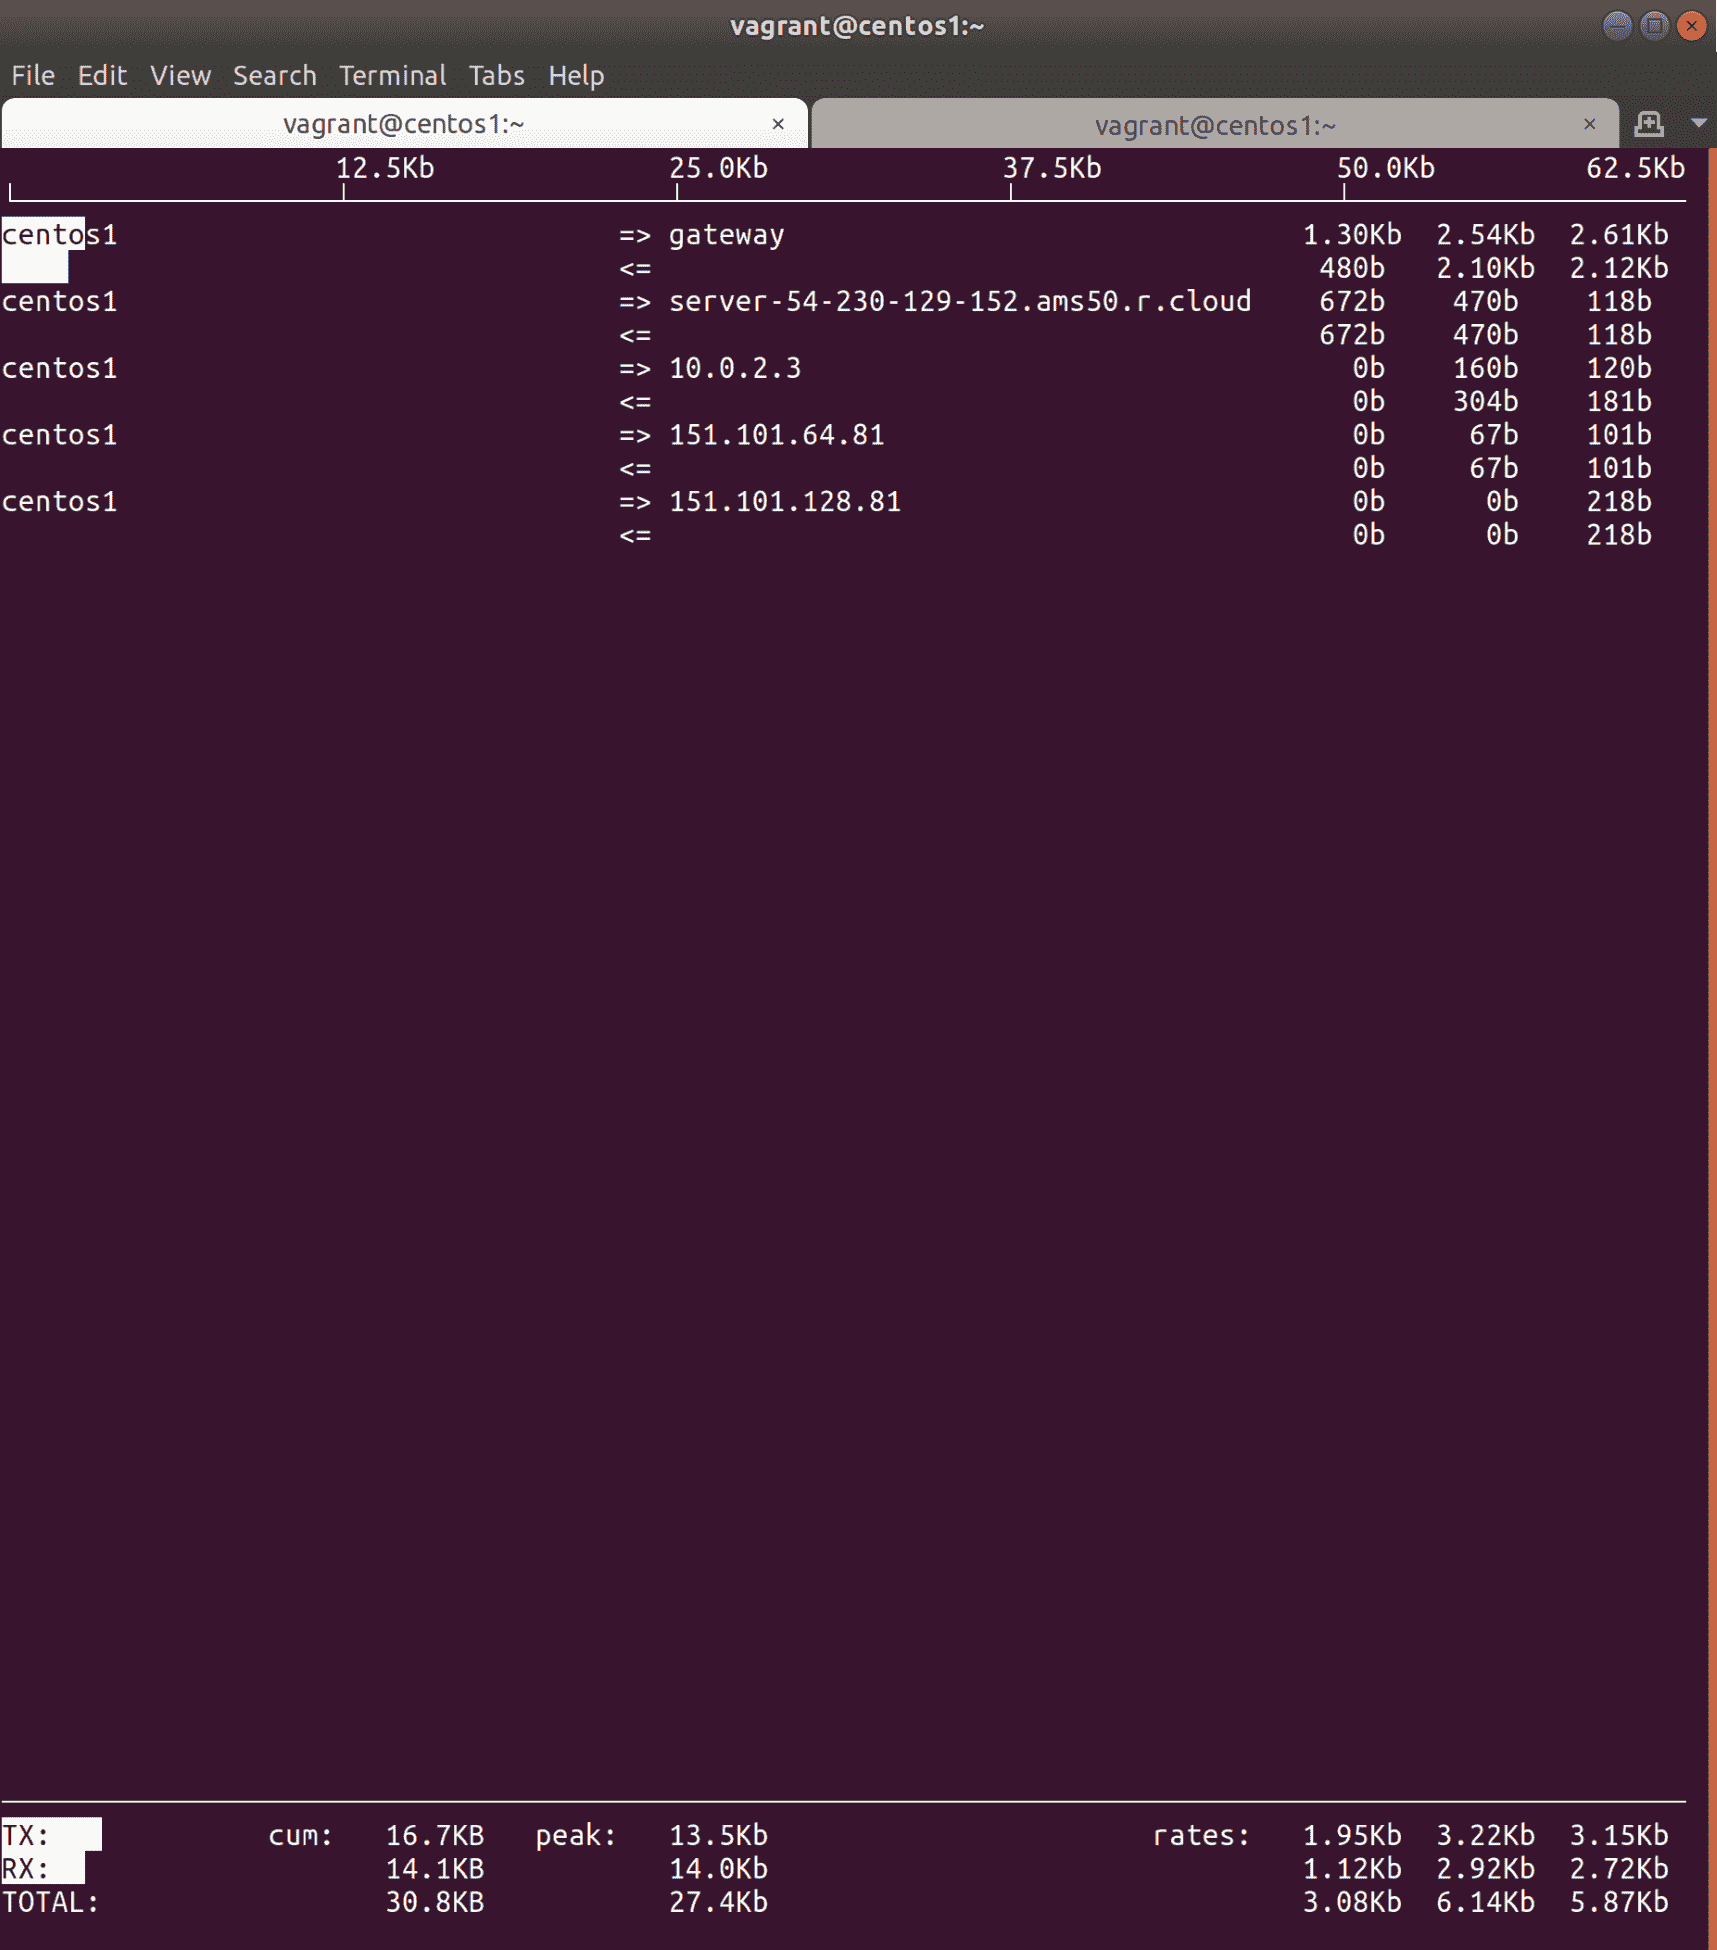 vagrant@centos1:~
File Edit View Search Terminal Tabs Help
vagrant@centos1:~ × vagrant@centos1:~ ×
12.5Kb 25.0Kb 37.5Kb 50.0Kb 62.5Kb
centos1 => gateway 1.30Kb 2.54Kb 2.61Kb
<= 480b 2.10Kb 2.12Kb
centos1 => server-54-230-129-152.ams50.r.cloud 672b 470b 118b
<= 672b 470b 118b
centos1 => 10.0.2.3 0b 160b 120b
<= 0b 304b 181b
centos1 => 151.101.64.81 0b 67b 101b
<= 0b 67b 101b
centos1 => 151.101.128.81 0b 0b 218b
<= 0b 0b 218b
TX: cum: 16.7KB peak: 13.5Kb rates: 1.95Kb 3.22Kb 3.15Kb
RX: 14.1KB 14.0Kb 1.12Kb 2.92Kb 2.72Kb
TOTAL: 30.8KB 27.4Kb 3.08Kb 6.14Kb 5.87Kb